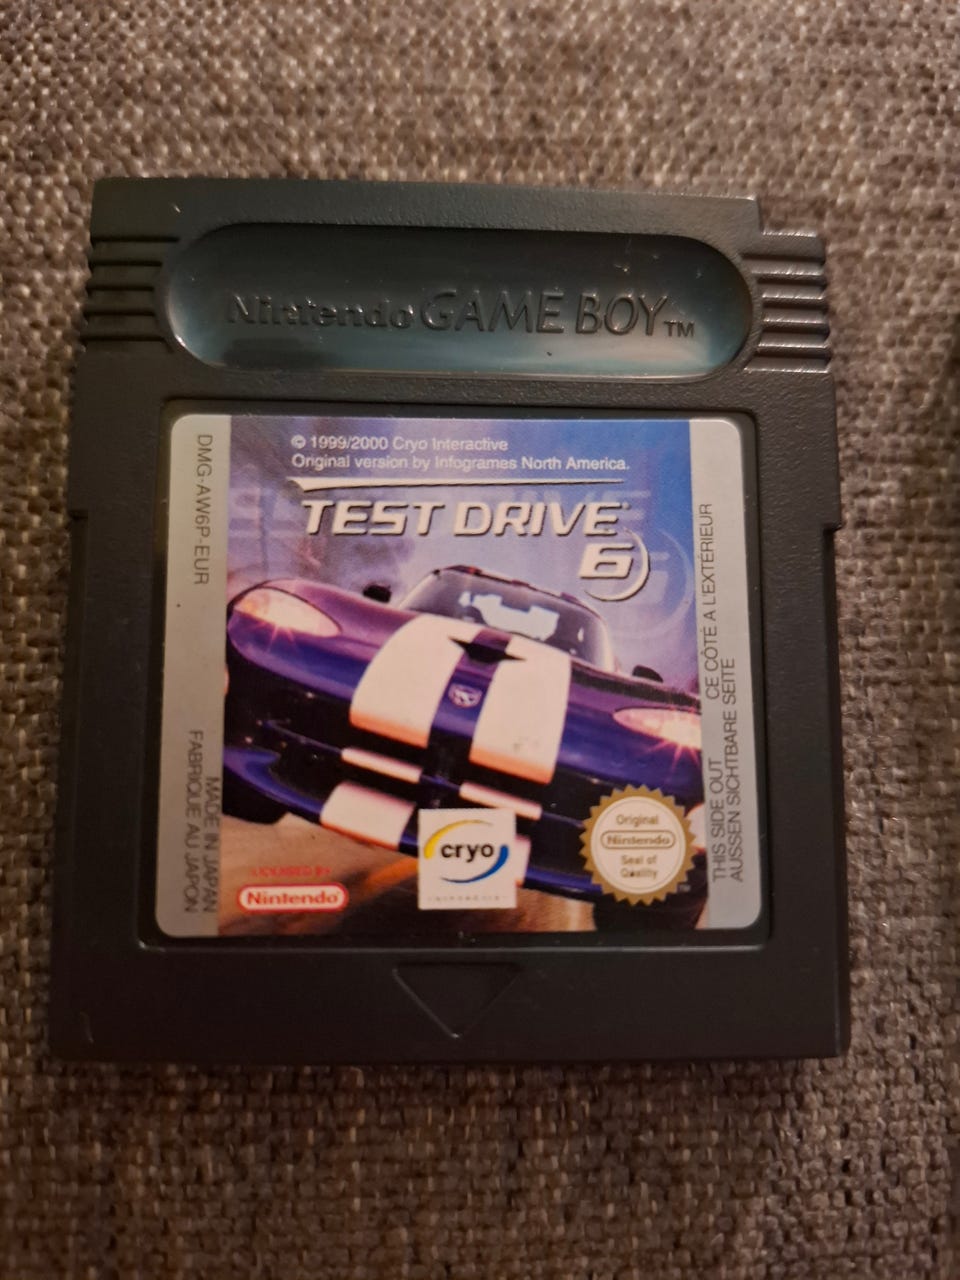 Nintendo GAME BOY TM
© 1999/2000 Cryo Interactive
Original version by Infogrames North America.
TEST DRIVE
6
DMG-AW6P-EUR
MADE IN JAPAN
FABRIQUÉ AU JAPON
THIS SIDE OUT CE CÔTÉ A L'EXTÉRIEUR
AUSSEN SICHTBARE SEITE
LICENSED BY
Nintendo
cryo
Original
Nintendo
Seal of
Quality